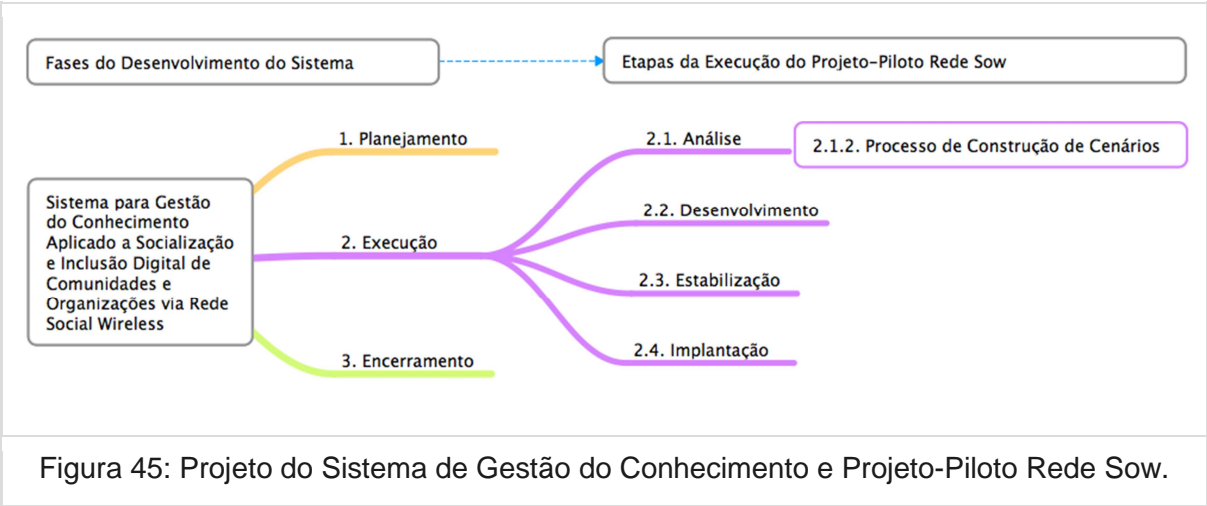 Fases do Desenvolvimento do Sistema
Etapas da Execução do Projeto-Piloto Rede Sow
Sistema para Gestão
do Conhecimento
Aplicado a Socialização
e Inclusão Digital de
Comunidades e
Organizações via Rede
Social Wireless
1. Planejamento
2. Execução
3. Encerramento
2.1. Análise
2.1.2. Processo de Construção de Cenários
2.2. Desenvolvimento
2.3. Estabilização
2.4. Implantação
Figura 45: Projeto do Sistema de Gestão do Conhecimento e Projeto-Piloto Rede Sow.